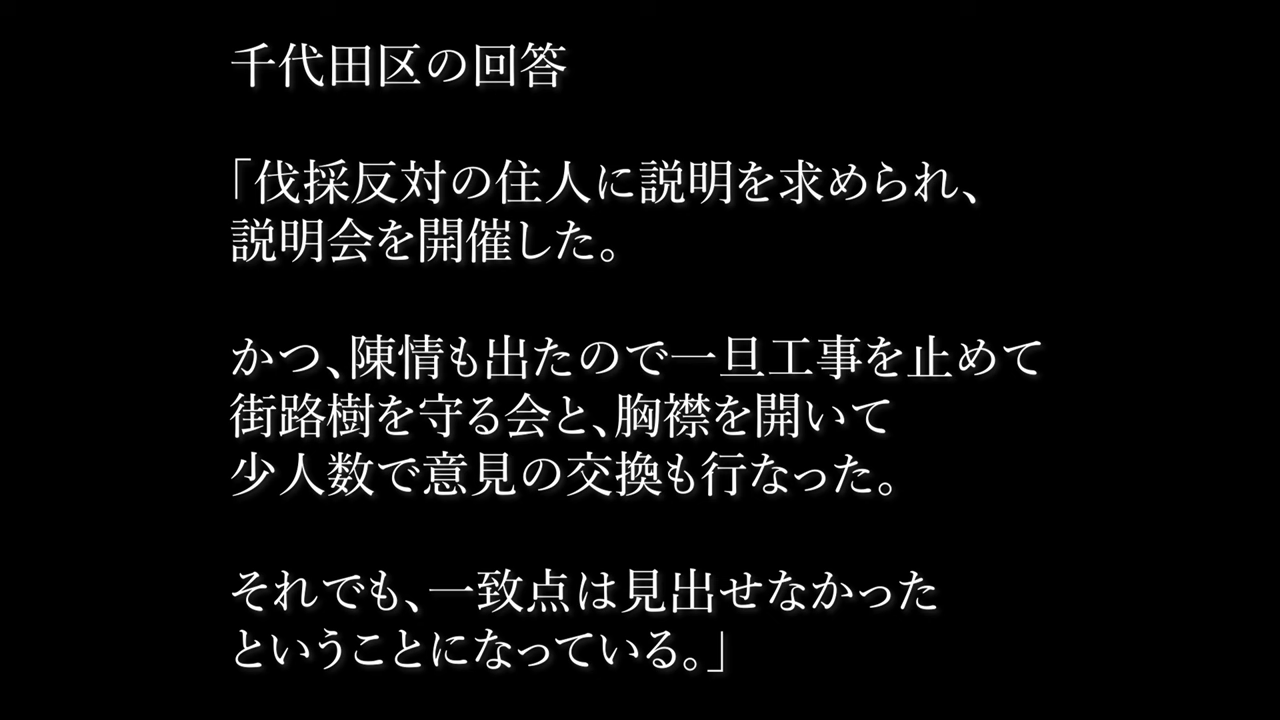 千代田区の回答
「伐採反対の住人に説明を求められ、
説明会を開催した。
かつ、陳情も出たので一旦工事を止めて
街路樹を守る会と、胸襟を開いて
少人数で意見の交換も行なった。
それでも、一致点は見出せなかった
ということになっている。」